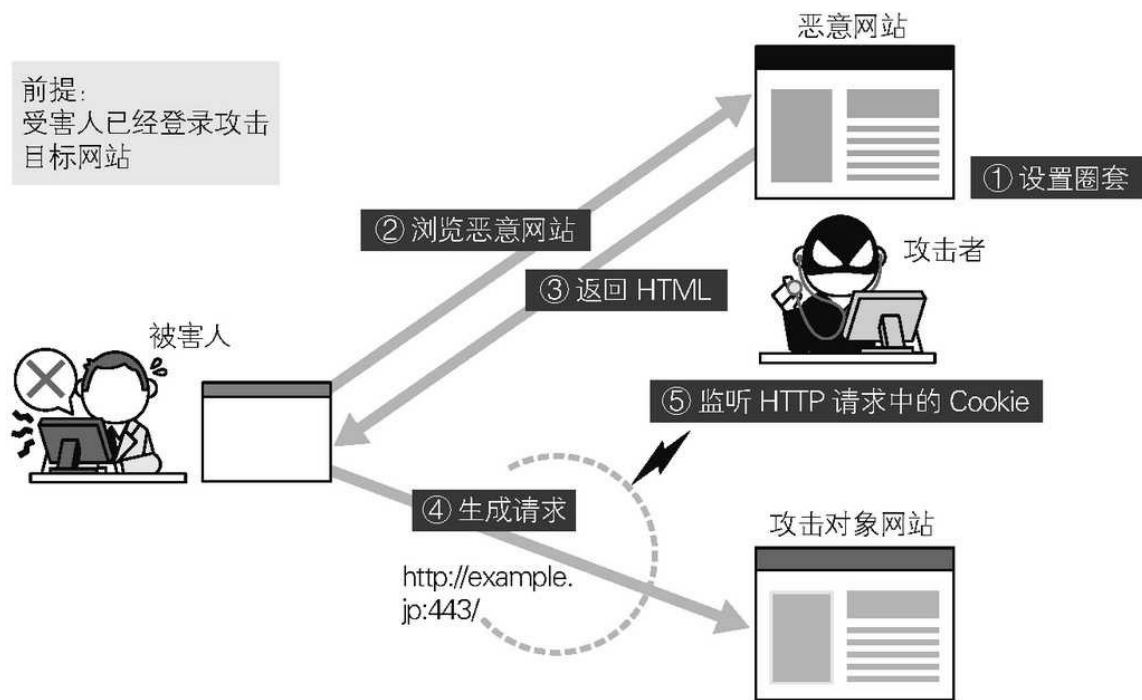 恶意网站
前提：
受害人已经登录攻击
目标网站
① 设置圈套
② 浏览恶意网站
攻击者
③ 返回 HTML
被害人
⑤ 监听 HTTP 请求中的 Cookie
④ 生成请求
攻击对象网站
http://example.
jp:443/